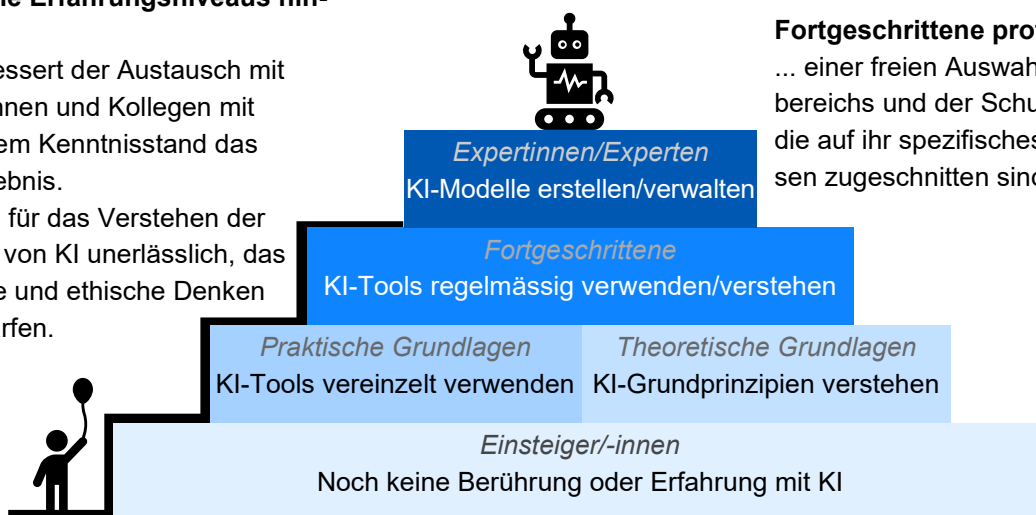 ie Erfahrungsniveaus hin-
essert der Austausch mit
nnen und Kollegen mit
em Kenntnisstand das
ebnis.
für das Verstehen der
von KI unerlässlich, das
e und ethische Denken
rfen.
Fortgeschrittene pro
... einer freien Auswah
bereichs und der Schu
die auf ihr spezifisches
sen zugeschnitten sind
Expertinnen/Experten
KI-Modelle erstellen/verwalten
Fortgeschrittene
KI-Tools regelmässig verwenden/verstehen
Praktische Grundlagen
KI-Tools vereinzelt verwenden
Theoretische Grundlagen
KI-Grundprinzipien verstehen
Einsteiger/-innen
Noch keine Berührung oder Erfahrung mit KI